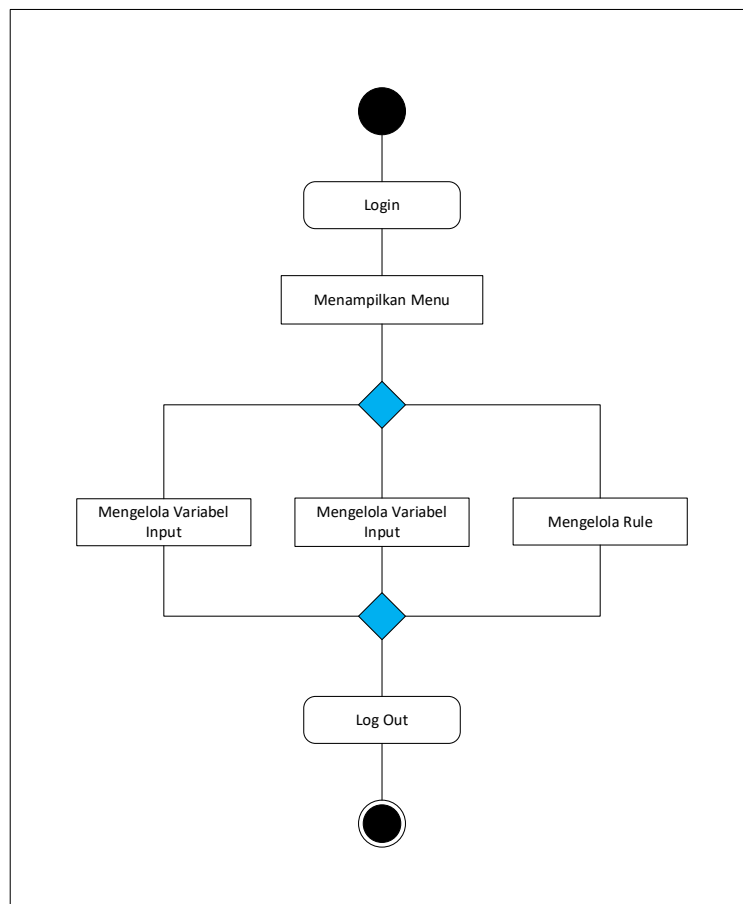 Login
Menampilkan Menu
Mengelola Variabel
Input
Mengelola Variabel
Input
Mengelola Rule
Log Out